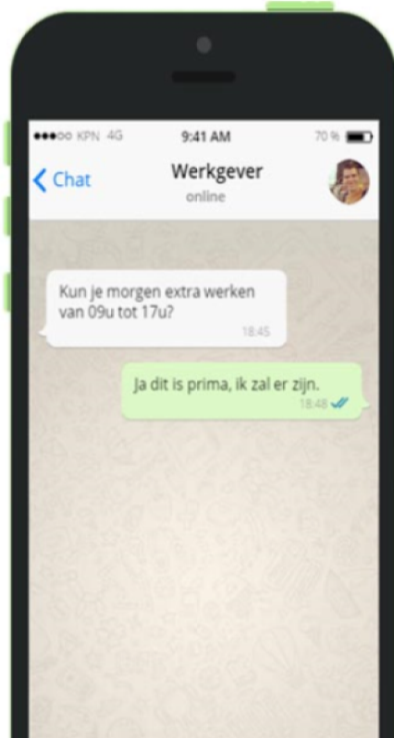 KPN 4G 9:41 AM 70 %
Chat Werkgever
online
Kun je morgen extra werken
van 09u tot 17u?
18:45
Ja dit is prima, ik zal er zijn.
18:48